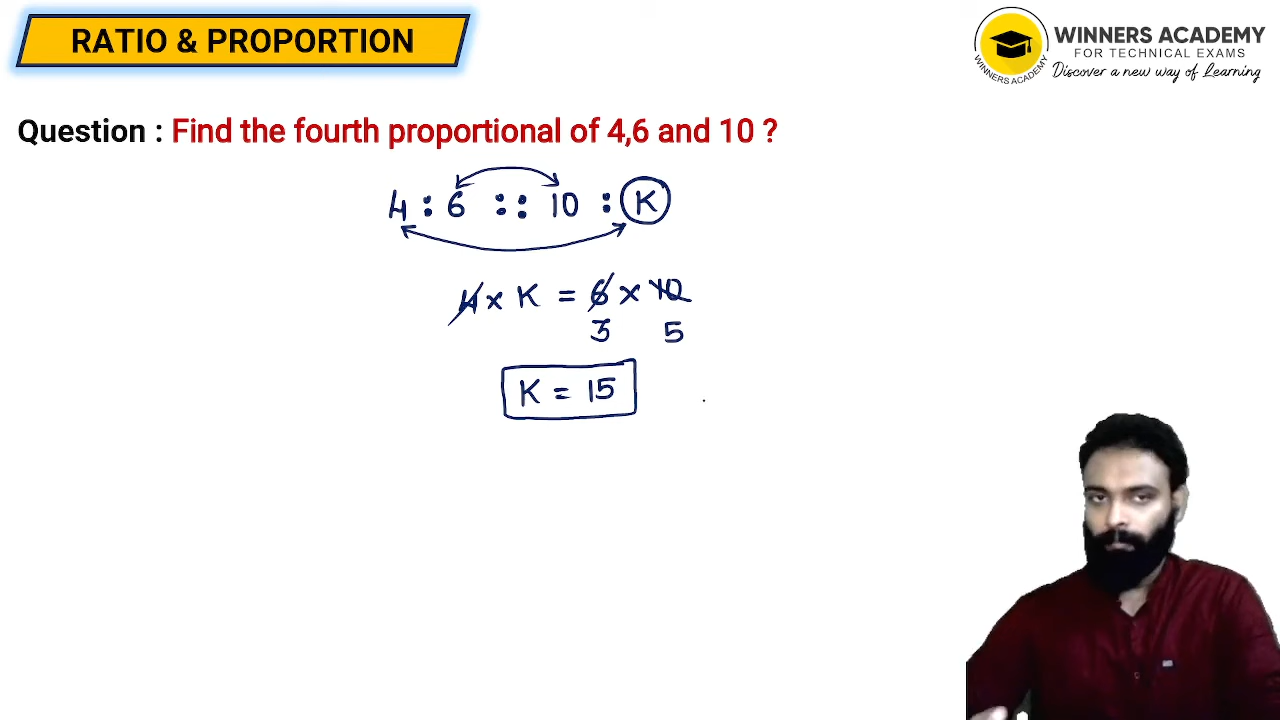 RATIO & PROPORTION
WINNERS ACADEMY
FOR TECHNICAL EXAMS
Discover a new way of Learning
WINNERS ACADEMY
Question : Find the fourth proportional of 4,6 and 10 ?
4 : 6 :: 10 : K
4 × K = 6 × 10
3 5
K = 15